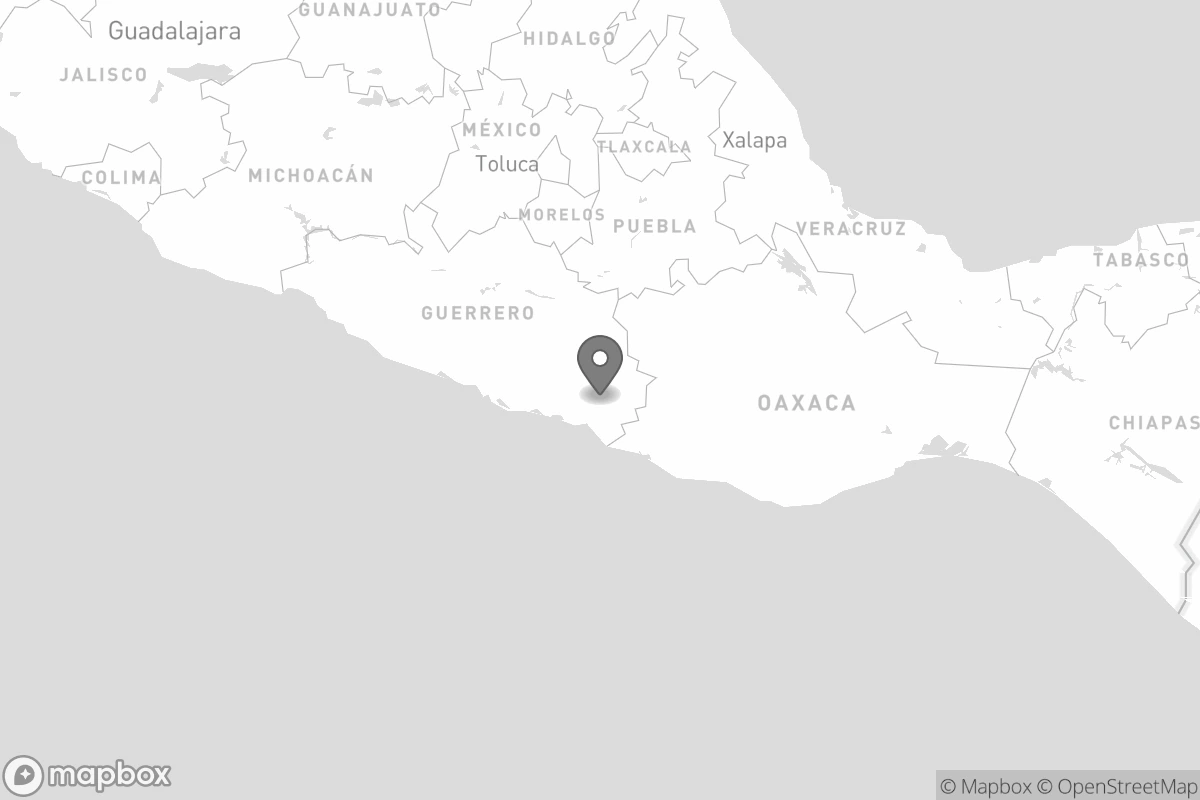 GUANAJUATO
Guadalajara
HIDALGO
JALISCO
MÉXICO
Xalapa
TLAXCALA
Toluca
COLIMA
MICHOACÁN
MORELOS
PUEBLA
VERACRUZ
TABASCO
GUERRERO
OAXACA
CHIAPAS
mapbox
© Mapbox © OpenStreetMap